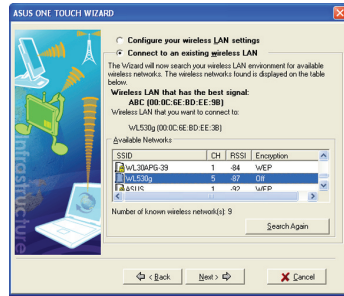 ASUS ONE TOUCH WIZARD
Configure your wireless LAN settings
Connect to an existing wireless LAN
The Wizard will now search your wireless LAN environment for available
wireless networks. The wireless networks found is displayed on the table
below.
Wireless LAN that has the best signal:
ABC (00:0C:6E:BD:EE:9B)
Wireless LAN that you want to connect to:
WL530g (00:0C:6E:BD:EE:3B)
Available Networks
SSID CH RSSI Encryption
WL30APG-39 1 -84 WEP
WL530g 5 -87 Off
ASUS 1 -92 WEP
Number of known wireless network(s): 9
Search Again
infrastructure
< Back Next > Cancel